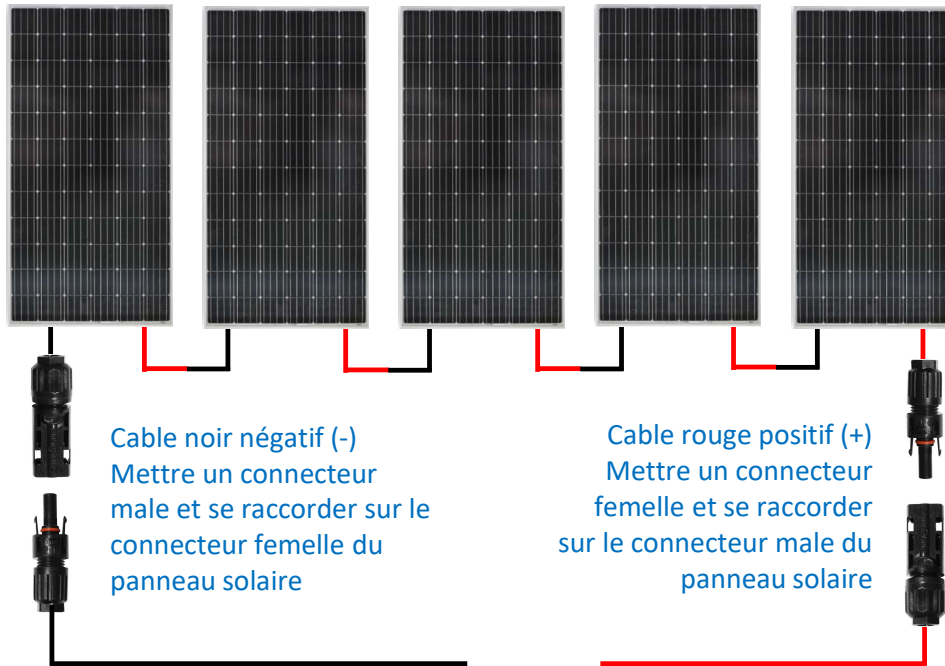 Cable noir négatif (-)
Mettre un connecteur
male et se raccorder sur le
connecteur femelle du
panneau solaire
Cable rouge positif (+)
Mettre un connecteur
femelle et se raccorder
sur le connecteur male du
panneau solaire